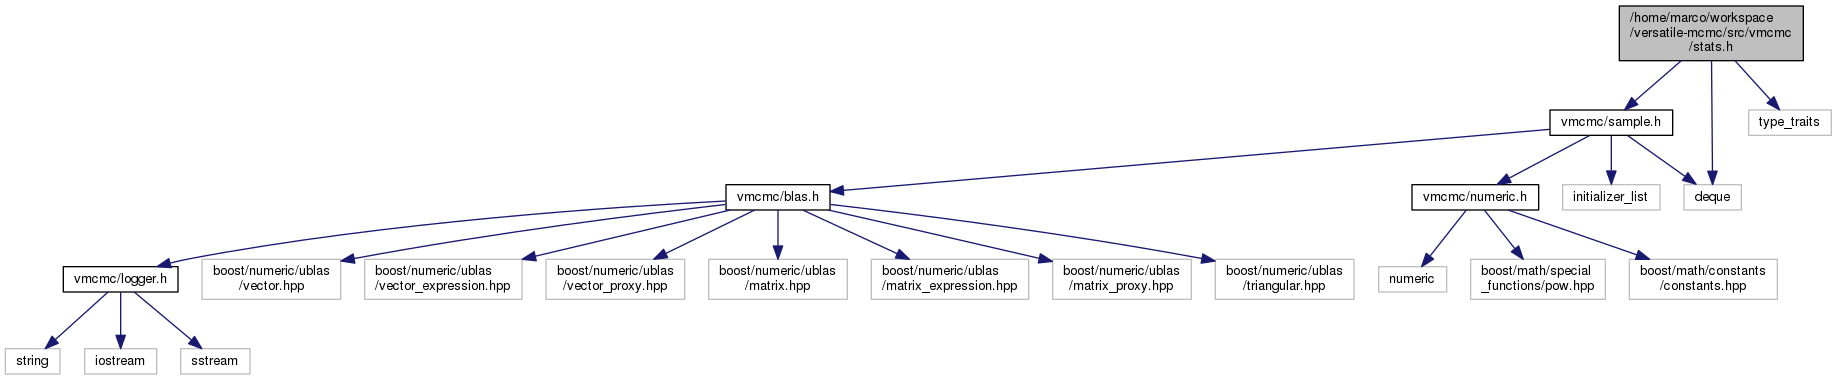 /home/marco/workspace
/versatile-mcmc/src/vmcmc
/stats.h
vmcmc/sample.h
type_traits
vmcmc/blas.h
vmcmc/numeric.h
initializer_list
deque
vmcmc/logger.h
boost/numeric/ublas
/vector.hpp
boost/numeric/ublas
/vector_expression.hpp
boost/numeric/ublas
/vector_proxy.hpp
boost/numeric/ublas
/matrix.hpp
boost/numeric/ublas
/matrix_expression.hpp
boost/numeric/ublas
/matrix_proxy.hpp
boost/numeric/ublas
/triangular.hpp
numeric
boost/math/special
_functions/pow.hpp
boost/math/constants
/constants.hpp
string
iostream
sstream